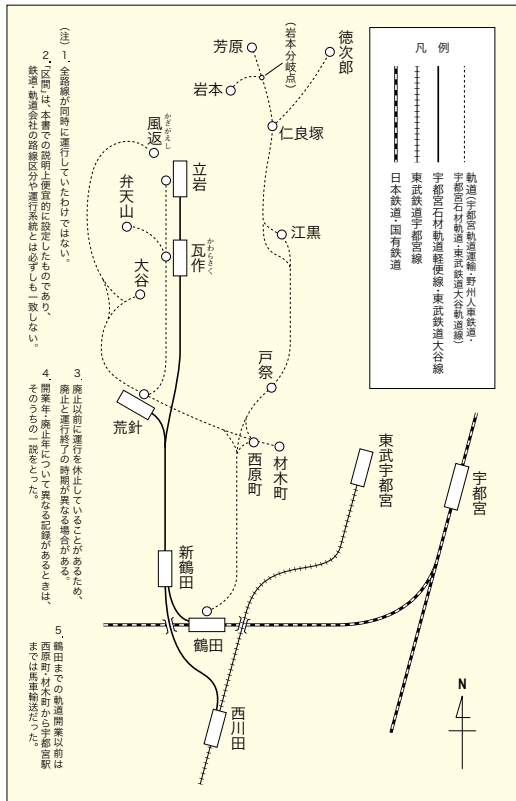 凡例
軌道(宇都宮軌道運輸・野州人車鉄道・
宇都宮石材軌道・東武鉄道大谷軌道線)
宇都宮石材軌道軽便線・東武鉄道大谷線
東武鉄道宇都宮線
日本鉄道・国有鉄道
徳次郎
(岩本分岐点)
芳原
岩本
仁良塚
風返
かざがえし
立岩
弁天山
瓦作
かわらさく
江黒
大谷
戸祭
荒針
西原町
材木町
東武宇都宮
宇都宮
新鶴田
鶴田
西川田
N
(注)
1.全路線が同時に運行していたわけではない。
2.「区間」は、本書での説明上便宜的に設定したものであり、
鉄道・軌道会社の路線区分や運行系統とは必ずしも一致しない。
3.廃止以前に運行を休止していることがあるため、
廃止と運行終了の時期が異なる場合がある。
4.開業年・廃止年について異なる記録があるときは、
そのうちの一説をとった。
5.鶴田までの軌道開業以前は
西原町・材木町から宇都宮駅
までは馬車輸送だった。